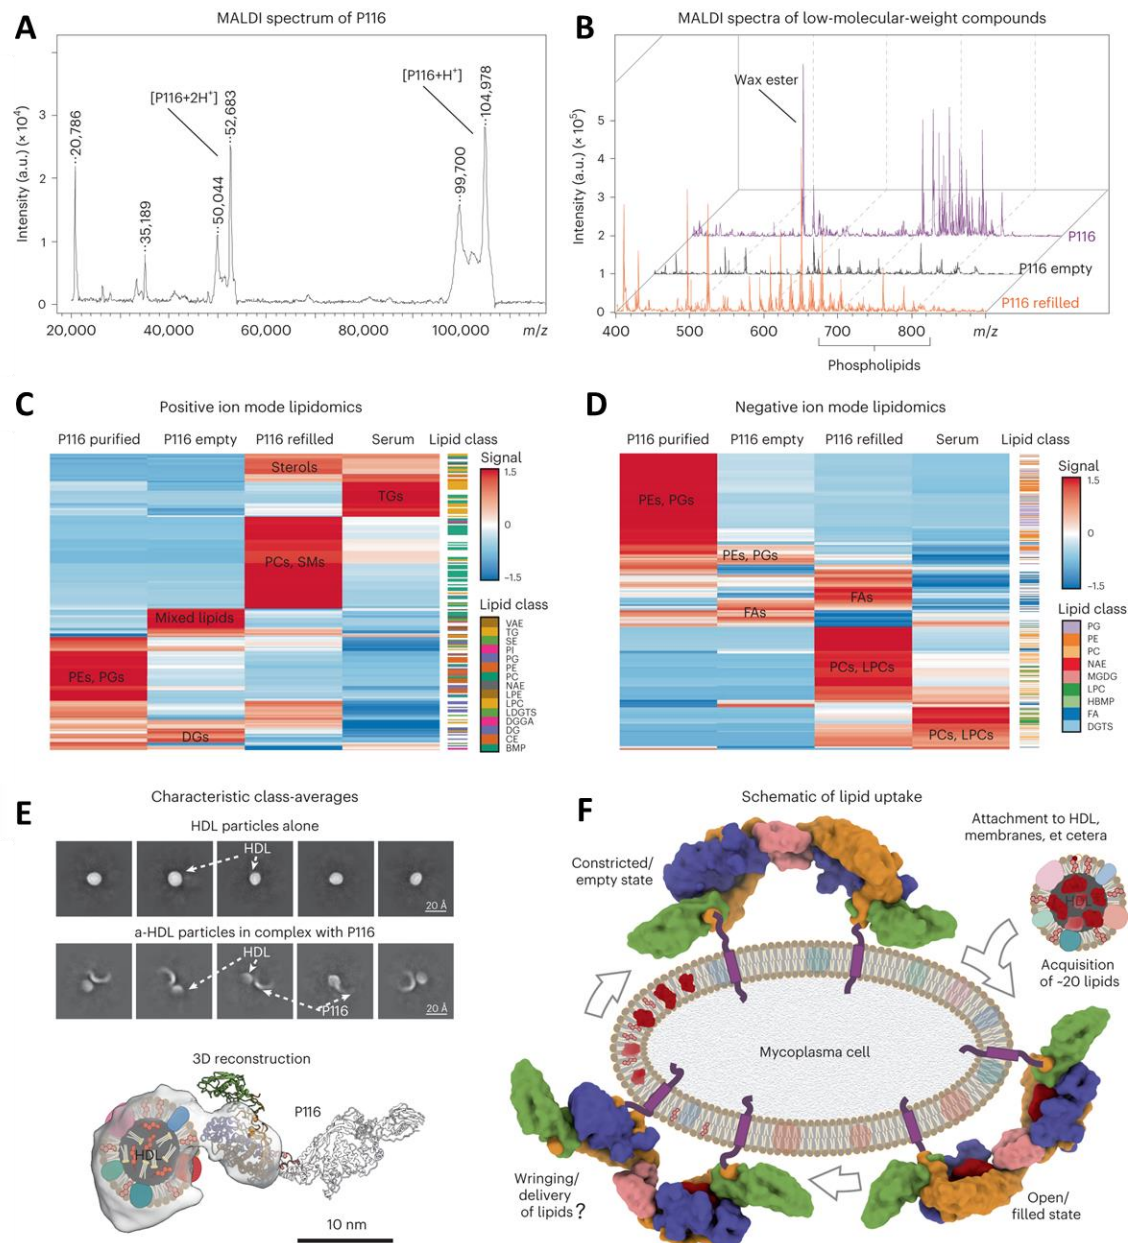 A
MALDI spectrum of P116
Intensity (a.u.) (× 10⁴)
3
2
1
0
20,786
35,189
[P116+2H⁺]
50,044
52,683
[P116+H⁺]
99,700
104,978
20,000
40,000
60,000
80,000
100,000
m/z
B
MALDI spectra of low-molecular-weight compounds
Intensity (a.u.) (× 10⁵)
5
4
3
2
1
0
Wax ester
P116
P116 empty
P116 refilled
400
500
600
700
800
m/z
Phospholipids
C
Positive ion mode lipidomics
P116 purified
P116 empty
P116 refilled
Serum
Lipid class
Sterols
TGs
PCs, SMs
Mixed lipids
PEs, PGs
DGs
Signal
1.5
0
–1.5
Lipid class
VAE
TG
SE
PI
PG
PE
PC
NAE
LPE
LPC
LDGTS
DGGA
DG
CE
BMP
D
Negative ion mode lipidomics
P116 purified
P116 empty
P116 refilled
Serum
Lipid class
PEs, PGs
PEs, PGs
FAs
FAs
PCs, LPCs
PCs, LPCs
Signal
1.5
0
–1.5
Lipid class
PG
PE
PC
NAE
MGDG
LPC
HBMP
FA
DGTS
E
Characteristic class-averages
HDL particles alone
HDL
20 Å
a-HDL particles in complex with P116
HDL
P116
20 Å
3D reconstruction
HDL
P116
10 nm
F
Schematic of lipid uptake
Constricted/
empty state
Attachment to HDL,
membranes, et cetera
HDL
Acquisition
of ~20 lipids
Mycoplasma cell
Wringing/
delivery
of lipids?
Open/
filled state